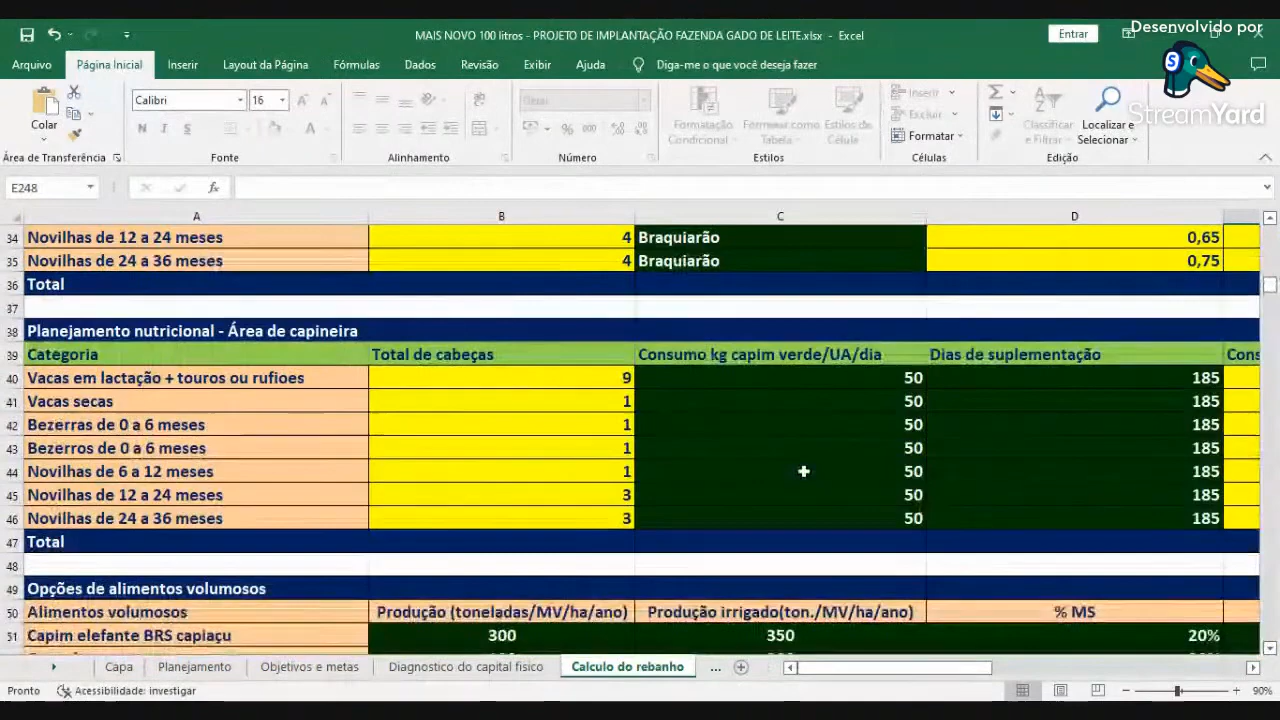 Desenvolvido por
StreamYard
MAIS NOVO 100 litros - PROJETO DE IMPLANTAÇÃO FAZENDA GADO DE LEITE.xlsx - Excel
Entrar
Arquivo Página Inicial Inserir Layout da Página Fórmulas Dados Revisão Exibir Ajuda Diga-me o que você deseja fazer
Colar
Calibri 16
N I S
Geral
% 000
Formatação Condicional
Formatar como Tabela
Estilos de Célula
Inserir
Excluir
Formatar
Classificar e Filtrar
Localizar e Selecionar
Área de Transferência Fonte Alinhamento Número Estilos Células Edição
E248 fx
A B C D
34 Novilhas de 12 a 24 meses 4 Braquiarão 0,65
35 Novilhas de 24 a 36 meses 4 Braquiarão 0,75
36 Total
37
38 Planejamento nutricional - Área de capineira
39 Categoria Total de cabeças Consumo kg capim verde/UA/dia Dias de suplementação Cons
40 Vacas em lactação + touros ou rufioes 9 50 185
41 Vacas secas 1 50 185
42 Bezerras de 0 a 6 meses 1 50 185
43 Bezerros de 0 a 6 meses 1 50 185
44 Novilhas de 6 a 12 meses 1 50 185
45 Novilhas de 12 a 24 meses 3 50 185
46 Novilhas de 24 a 36 meses 3 50 185
47 Total
48
49 Opções de alimentos volumosos
50 Alimentos volumosos Produção (toneladas/MV/ha/ano) Produção irrigado(ton./MV/ha/ano) % MS
51 Capim elefante BRS capiaçu 300 350 20%
Capa Planejamento Objetivos e metas Diagnostico do capital fisico Calculo do rebanho ...
Pronto Acessibilidade: investigar 90%